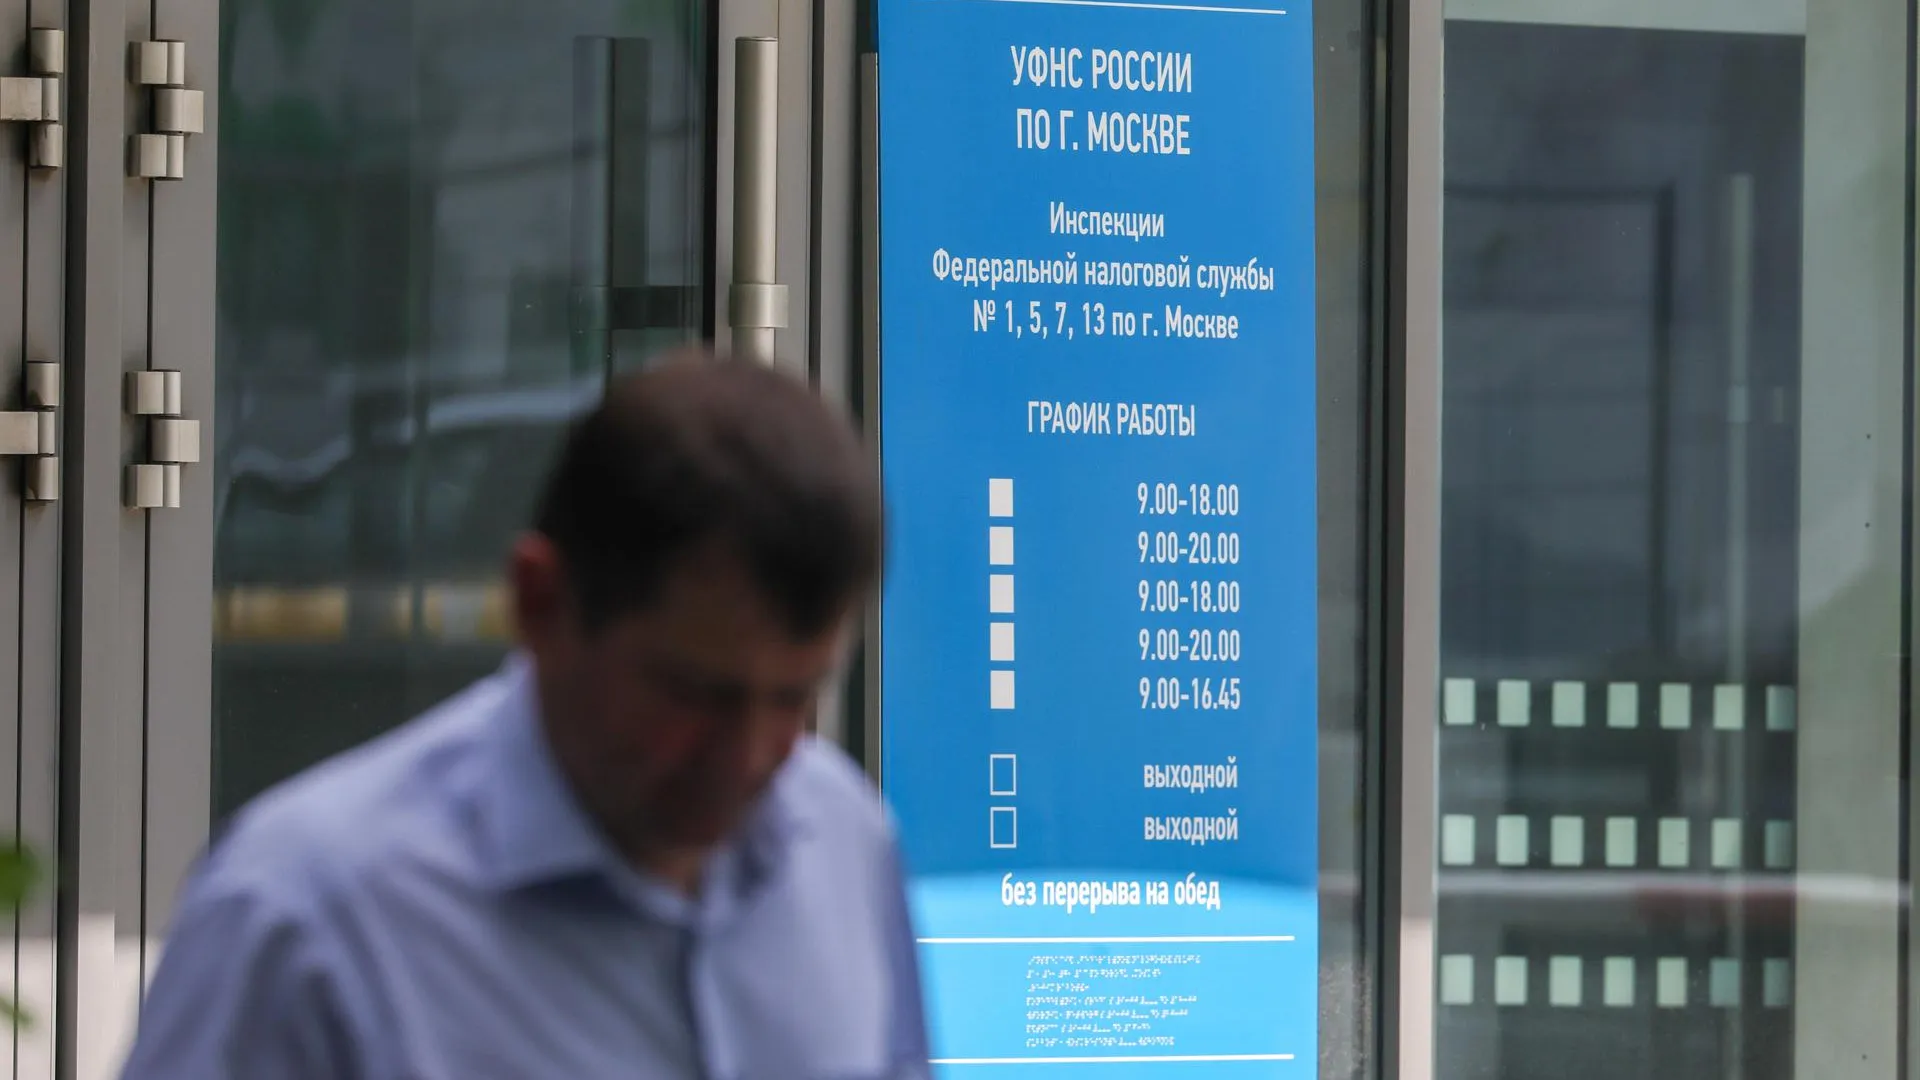 УФНС РОССИИ
ПО Г. МОСКВЕ
Инспекции
Федеральной налоговой службы
№ 1, 5, 7, 13 по г. Москве
ГРАФИК РАБОТЫ
9.00-18.00
9.00-20.00
9.00-18.00
9.00-20.00
9.00-16.45
выходной
выходной
без перерыва на обед